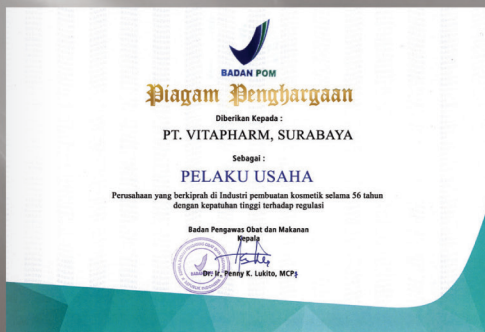 BADAN POM
Piagam Penghargaan
Diberikan Kepada :
PT. VITAPHARM, SURABAYA
Sebagai :
PELAKU USAHA
Perusahaan yang berkiprah di Industri pembuatan kosmetik selama 56 tahun
dengan kepatuhan tinggi terhadap regulasi
Badan Pengawas Obat dan Makanan
Kepala
Dr. Ir. Penny K. Lukito, MCP